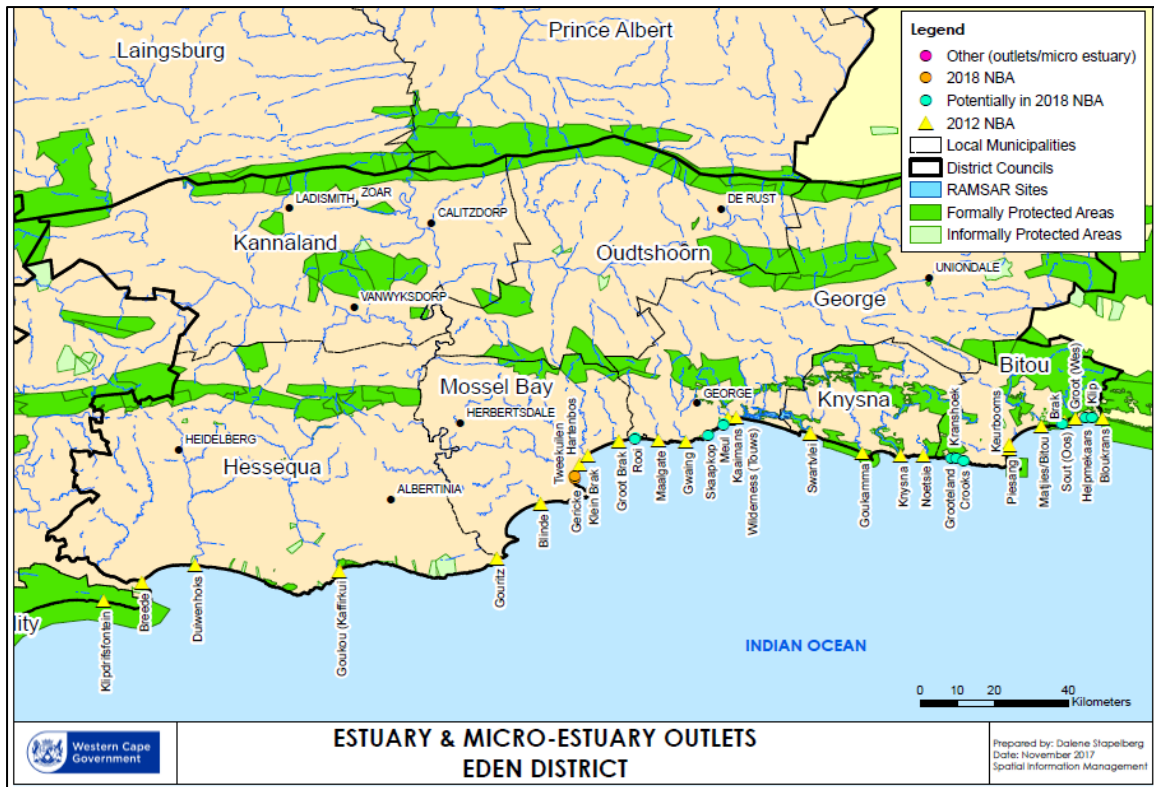 Laingsburg
Prince Albert
Legend
Other (outlets/micro estuary)
2018 NBA
Potentially in 2018 NBA
2012 NBA
Local Municipalities
District Councils
RAMSAR Sites
Formally Protected Areas
Informally Protected Areas
LADISMITH
ZOAR
CALITZDORP
DE RUST
Kannaland
Oudtshoorn
UNIONDALE
VANWYKSDORP
George
Mossel Bay
HERBERTSDALE
GEORGE
Knysna
Bitou
HEIDELBERG
Hessequa
ALBERTINIA
lity
Klipdrifsfontein
Breede
Duiwenhoks
Goukou (Kaffirkui)
Gouritz
Blinde
Tweekuilen
Gericke
Hartenbos
Klein Brak
Groot Brak
Rooi
Maalgate
Gwaing
Skaapkop
Meul
Kaaimans
Wilderness (Touws)
Swartvlei
Goukamma
Knysna
Noetsie
Grooteland
Kranshoek
Crooks
Keurbooms
Piesang
Matjies/Bitou
Brak
Sout (Oos)
Groot (Wes)
Helpmekaars
Klip
Bloukrans
INDIAN OCEAN
0 10 20 40
Kilometers
Western Cape
Government
ESTUARY & MICRO-ESTUARY OUTLETS
EDEN DISTRICT
Prepared by: Dalene Stapelberg
Date: November 2017
Spatial Information Management